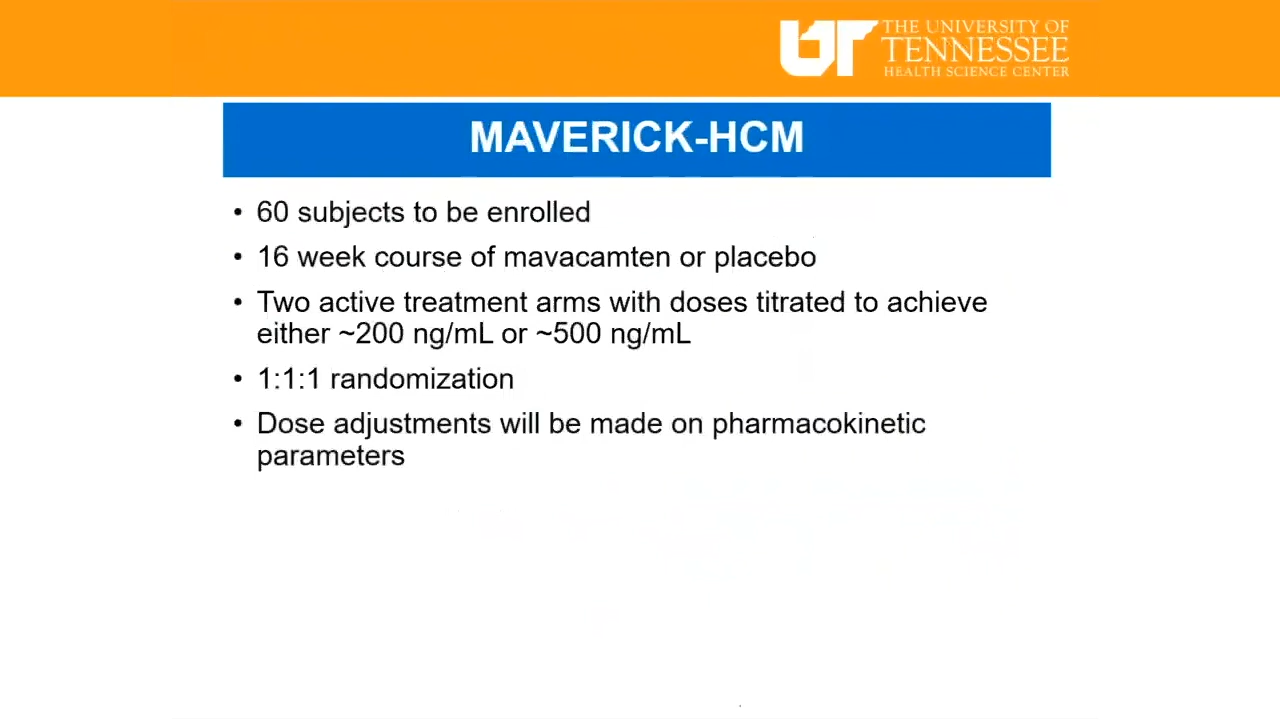 UT THE UNIVERSITY OF
TENNESSEE
HEALTH SCIENCE CENTER
MAVERICK-HCM
• 60 subjects to be enrolled
• 16 week course of mavacamten or placebo
• Two active treatment arms with doses titrated to achieve
either ~200 ng/mL or ~500 ng/mL
• 1:1:1 randomization
• Dose adjustments will be made on pharmacokinetic
parameters